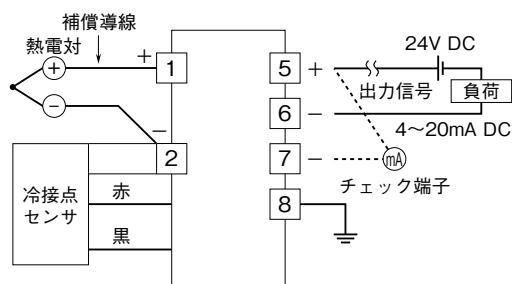 補償導線
熱電対
+
−
+
1
−
2
冷接点
センサ
赤
黒
5
+
6
−
7
−
8
24V DC
出力信号
負荷
4～20mA DC
mA
チェック端子